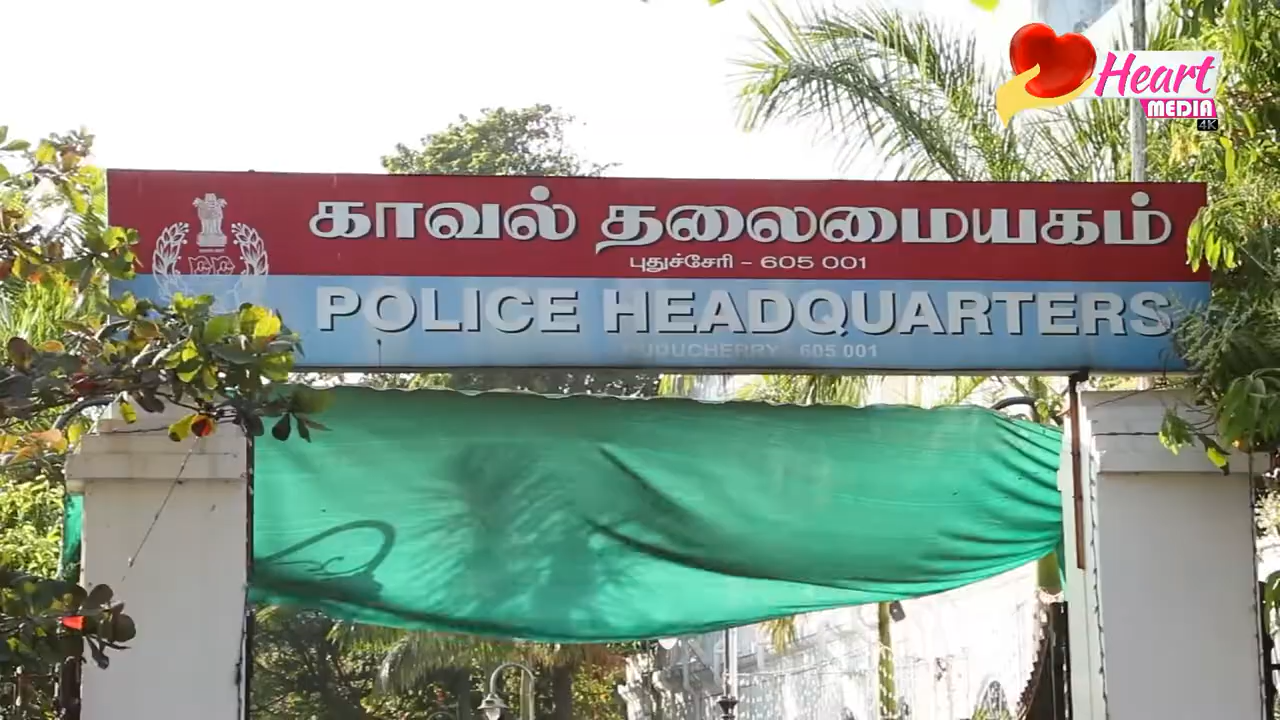 Heart
MEDIA
4K
காவல் தலைமையகம்
புதுச்சேரி - 605 001
POLICE HEADQUARTERS
PUDUCHERRY - 605 001